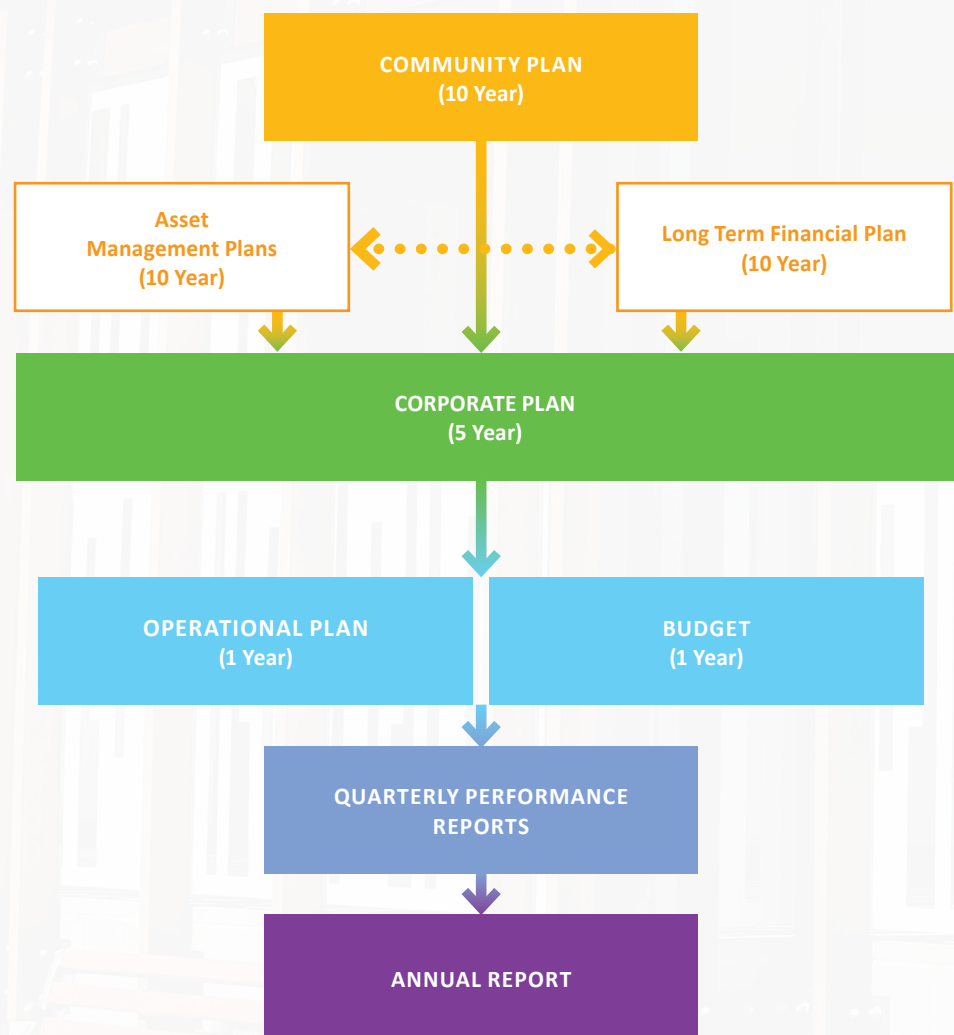 COMMUNITY PLAN
(10 Year)
Asset
Management Plans
(10 Year)
Long Term Financial Plan
(10 Year)
CORPORATE PLAN
(5 Year)
OPERATIONAL PLAN
(1 Year)
BUDGET
(1 Year)
QUARTERLY PERFORMANCE
REPORTS
ANNUAL REPORT